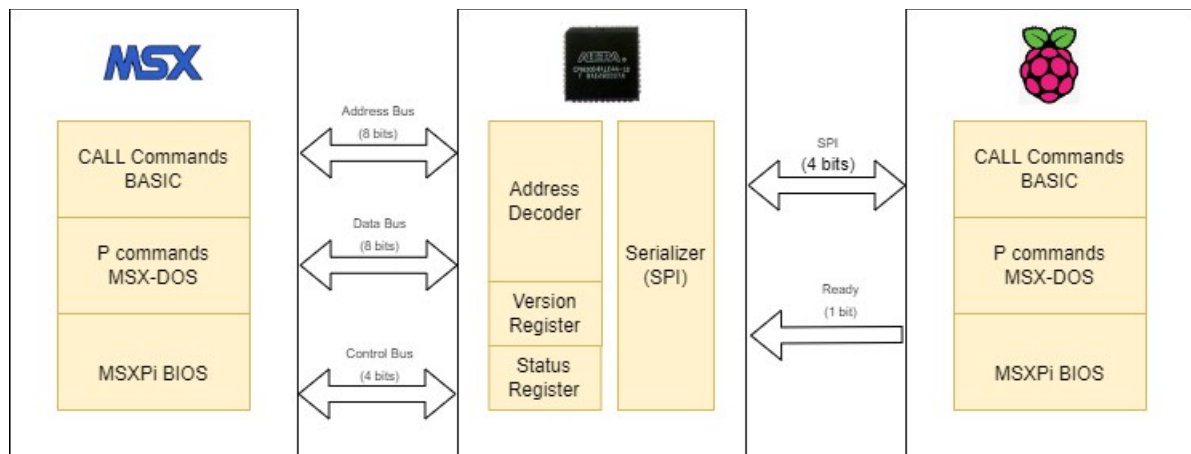 MSX
CALL Commands
BASIC
P commands
MSX-DOS
MSXPi BIOS
Address Bus
(8 bits)
Data Bus
(8 bits)
Control Bus
(4 bits)
ALTERA
Address
Decoder
Version
Register
Status
Register
Serializer
(SPI)
SPI
(4 bits)
Ready
(1 bit)
CALL Commands
BASIC
P commands
MSX-DOS
MSXPi BIOS